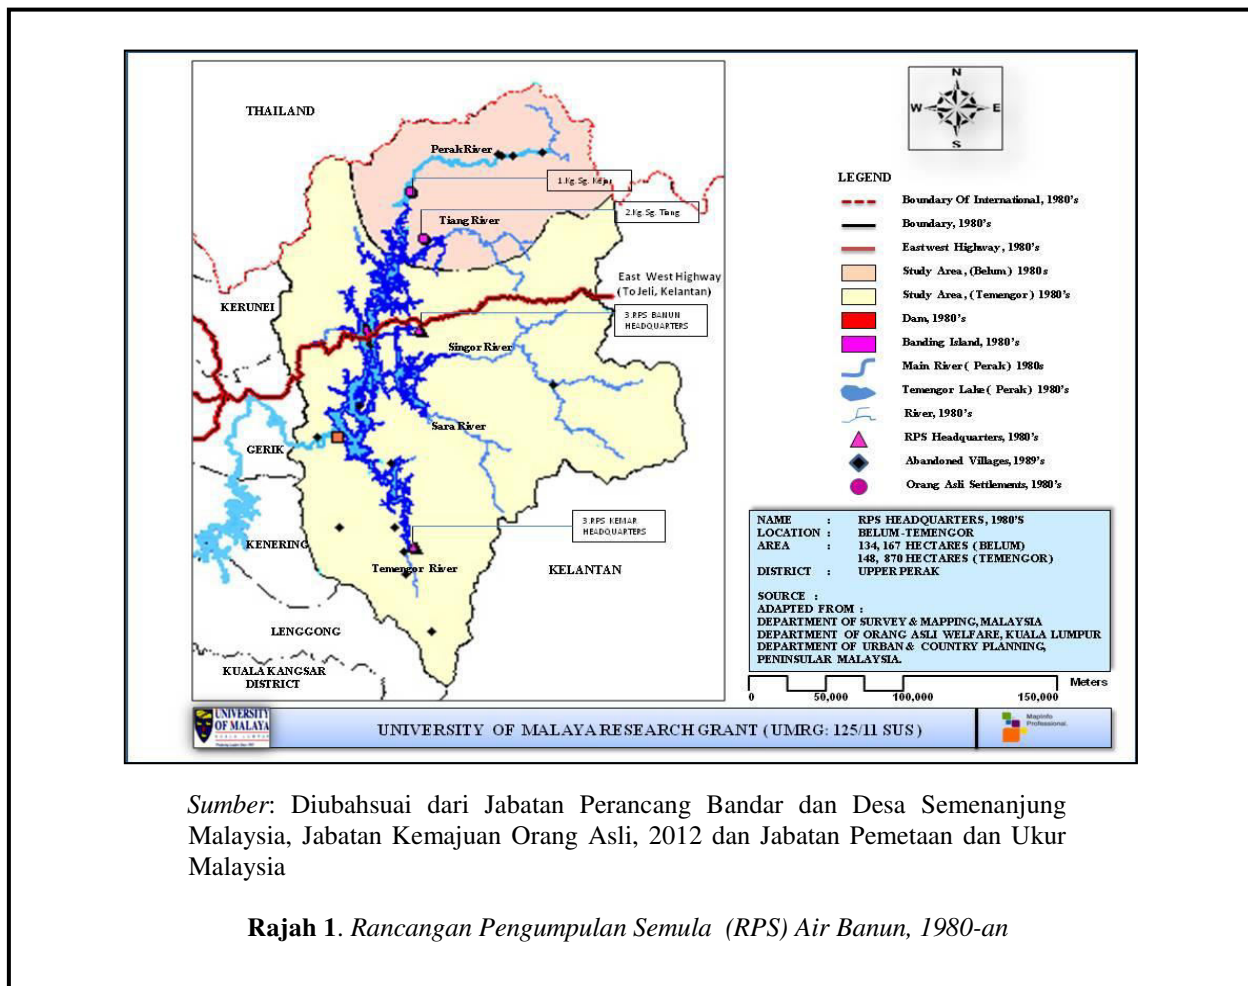 THAILAND
Perak River
1.Kg. Sg. Kejar
2.Kg. Sg. Tiang
Tiang River
East West Highway
(To Jeli, Kelantan)
KERUNEI
3.RPS BANUN
HEADQUARTERS
Singor River
Sara River
GERIK
3.RPS KEMAR
HEADQUARTERS
KENERING
Temengor River
KELANTAN
LENGGONG
KUALA KANGSAR
DISTRICT
N
W E
S
LEGEND
Boundary Of International, 1980's
Boundary, 1980's
Eastwest Highway, 1980's
Study Area, (Belum) 1980s
Study Area, (Temengor) 1980's
Dam, 1980's
Banding Island, 1980's
Main River ( Perak) 1980s
Temengor Lake ( Perak) 1980's
River, 1980's
RPS Headquarters, 1980's
Abandoned Villages, 1989's
Orang Asli Settlements, 1980's
NAME : RPS HEADQUARTERS, 1980'S
LOCATION : BELUM-TEMENGOR
AREA : 134, 167 HECTARES (BELUM)
148, 870 HECTARES (TEMENGOR)
DISTRICT : UPPER PERAK
SOURCE :
ADAPTED FROM :
DEPARTMENT OF SURVEY & MAPPING, MALAYSIA
DEPARTMENT OF ORANG ASLI WELFARE, KUALA LUMPUR
DEPARTMENT OF URBAN & COUNTRY PLANNING,
PENINSULAR MALAYSIA.
Meters
0 50,000 100,000 150,000
UNIVERSITY
OF MALAYA
KUALA LUMPUR
UNIVERSITY OF MALAYA RESEARCH GRANT ( UMRG: 125/11 SUS )
MapInfo
Professional.
Sumber: Diubahsuai dari Jabatan Perancang Bandar dan Desa Semenanjung
Malaysia, Jabatan Kemajuan Orang Asli, 2012 dan Jabatan Pemetaan dan Ukur
Malaysia
Rajah 1. Rancangan Pengumpulan Semula (RPS) Air Banun, 1980-an